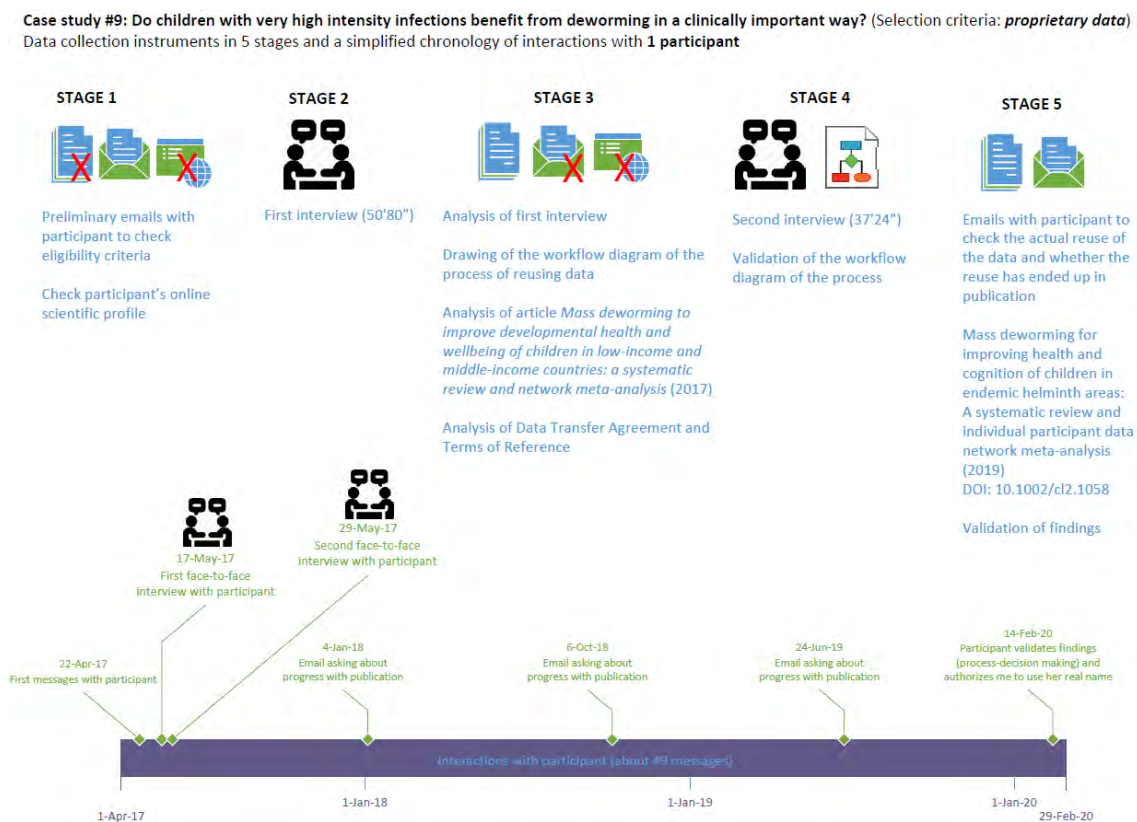 Case study #9: Do children with very high intensity infections benefit from deworming in a clinically important way? (Selection criteria: proprietary data)
Data collection instruments in 5 stages and a simplified chronology of interactions with 1 participant
STAGE 1
Preliminary emails with
participant to check
eligibility criteria
Check participant's online
scientific profile
STAGE 2
First interview (50'80")
STAGE 3
Analysis of first interview
Drawing of the workflow diagram of the
process of reusing data
Analysis of article Mass deworming to
improve developmental health and
wellbeing of children in low-income and
middle-income countries: a systematic
review and network meta-analysis (2017)
Analysis of Data Transfer Agreement and
Terms of Reference
STAGE 4
Second interview (37'24")
Validation of the workflow
diagram of the process
STAGE 5
Emails with participant to
check the actual reuse of
the data and whether the
reuse has ended up in
publication
Mass deworming for
improving health and
cognition of children in
endemic helminth areas:
A systematic review and
individual participant data
network meta-analysis
(2019)
DOI: 10.1002/cl2.1058
Validation of findings
22-Apr-17
First messages with participant
17-May-17
First face-to-face
interview with participant
29-May-17
Second face-to-face
interview with participant
4-Jan-18
Email asking about
progress with publication
6-Oct-18
Email asking about
progress with publication
24-Jun-19
Email asking about
progress with publication
14-Feb-20
Participant validates findings
(process-decision making) and
authorizes me to use her real name
Interactions with participant (about 49 messages)
1-Apr-17
1-Jan-18
1-Jan-19
1-Jan-20
29-Feb-20